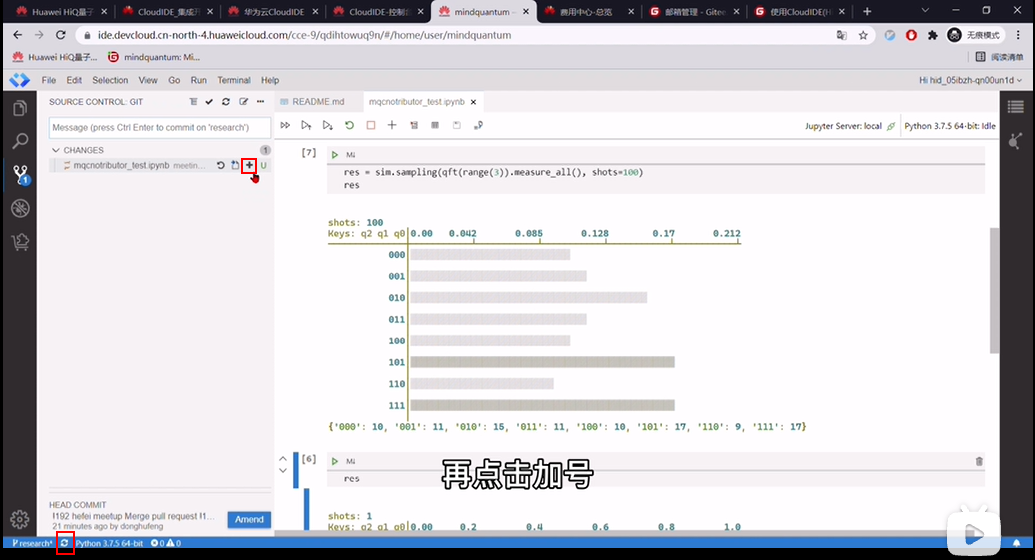 Huawei HiQ量子...
CloudIDE_集成开
华为云CloudIDE
CloudIDE-控制台
mindquantum -
费用中心-总览
邮箱管理 - Gitee
使用CloudIDE(Hi
ide.devcloud.cn-north-4.huaweicloud.com/cce-9/qdihtowuq9n/#/home/user/mindquantum
无痕模式
Huawei HiQ量子...
mindquantum: Mi...
阅读清单
File Edit Selection View Go Run Terminal Help
Hi hid_05ibzh-qn00un1d
SOURCE CONTROL: GIT
README.md
mqcnotributor_test.ipynb
Message (press Ctrl Enter to commit on 'research')
Jupyter Server: local
Python 3.7.5 64-bit: Idle
CHANGES
1
mqcnotributor_test.ipynb meetin...
U
1
[7]
M↓
res = sim.sampling(qft(range(3)).measure_all(), shots=100)
res
shots: 100
Keys: q2 q1 q0 0.00 0.042 0.085 0.128 0.17 0.212
000
001
010
011
100
101
110
111
{'000': 10, '001': 11, '010': 15, '011': 11, '100': 10, '101': 17, '110': 9, '111': 17}
[6]
M↓
res
再点击加号
HEAD COMMIT
!192 hefei meetup Merge pull request !1...
21 minutes ago by donghufeng
Amend
shots: 1
Keys: q2 q1 q0 0.00 0.2 0.4 0.6 0.8 1.0
research*
Python 3.7.5 64-bit
0
0